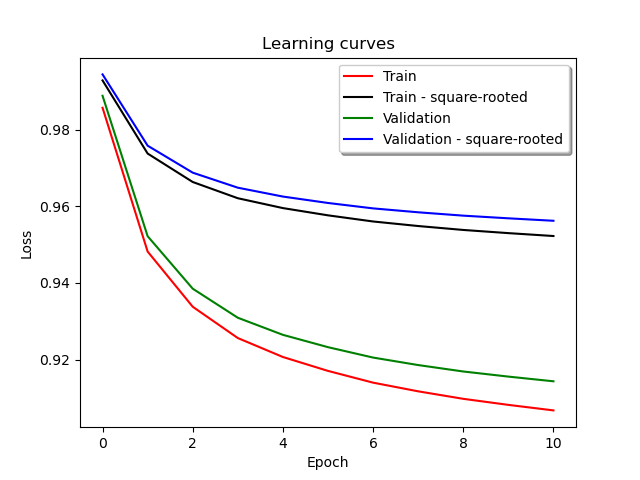 Learning curves
Train
Train - square-rooted
Validation
Validation - square-rooted
0.98
0.96
0.94
0.92
Loss
0 2 4 6 8 10
Epoch